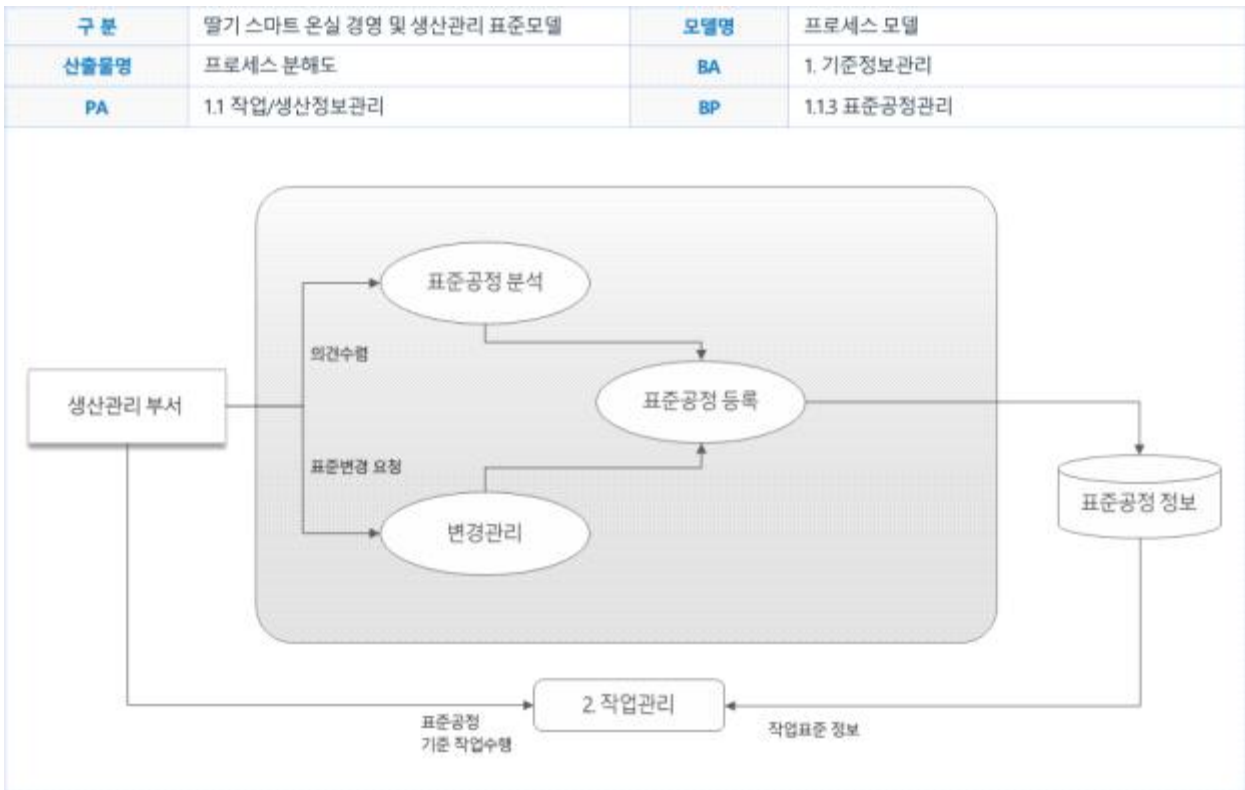 구 분 딸기 스마트 온실 경영 및 생산관리 표준모델 모델명 프로세스 모델
산출물명 프로세스 분해도 BA 1. 기준정보관리
PA 1.1 작업/생산정보관리 BP 1.1.3 표준공정관리
표준공정 분석
의견수렴
생산관리 부서
표준공정 등록
표준변경 요청
표준공정 정보
변경관리
2. 작업관리
표준공정
기준 작업수행
작업표준 정보